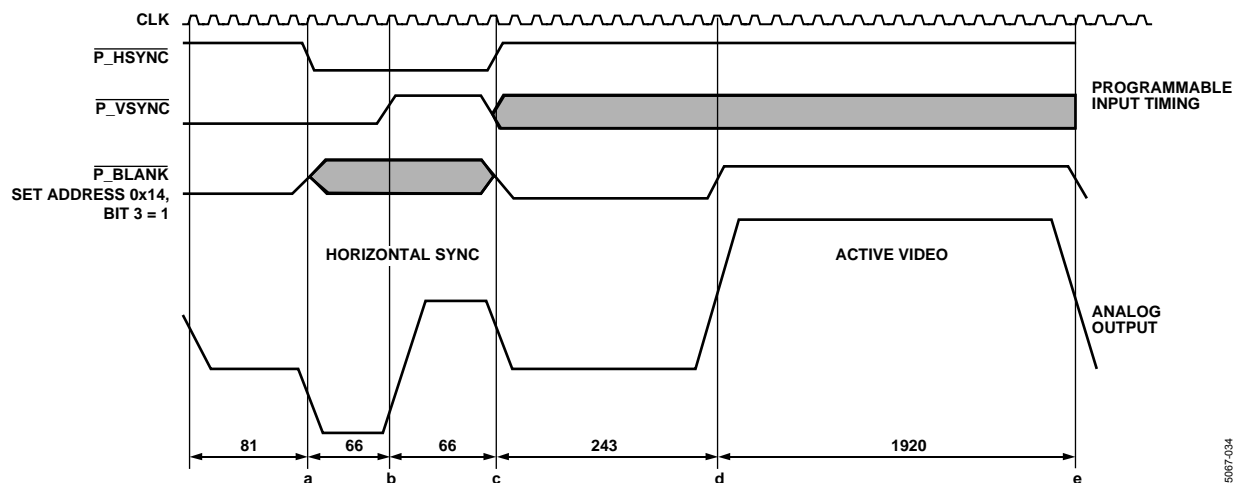 CLK
P_HSYNC
P_VSYNC
PROGRAMMABLE
INPUT TIMING
P_BLANK
SET ADDRESS 0x14,
BIT 3 = 1
HORIZONTAL SYNC
ACTIVE VIDEO
ANALOG
OUTPUT
81
66
66
243
1920
a
b
c
d
e
5067-034